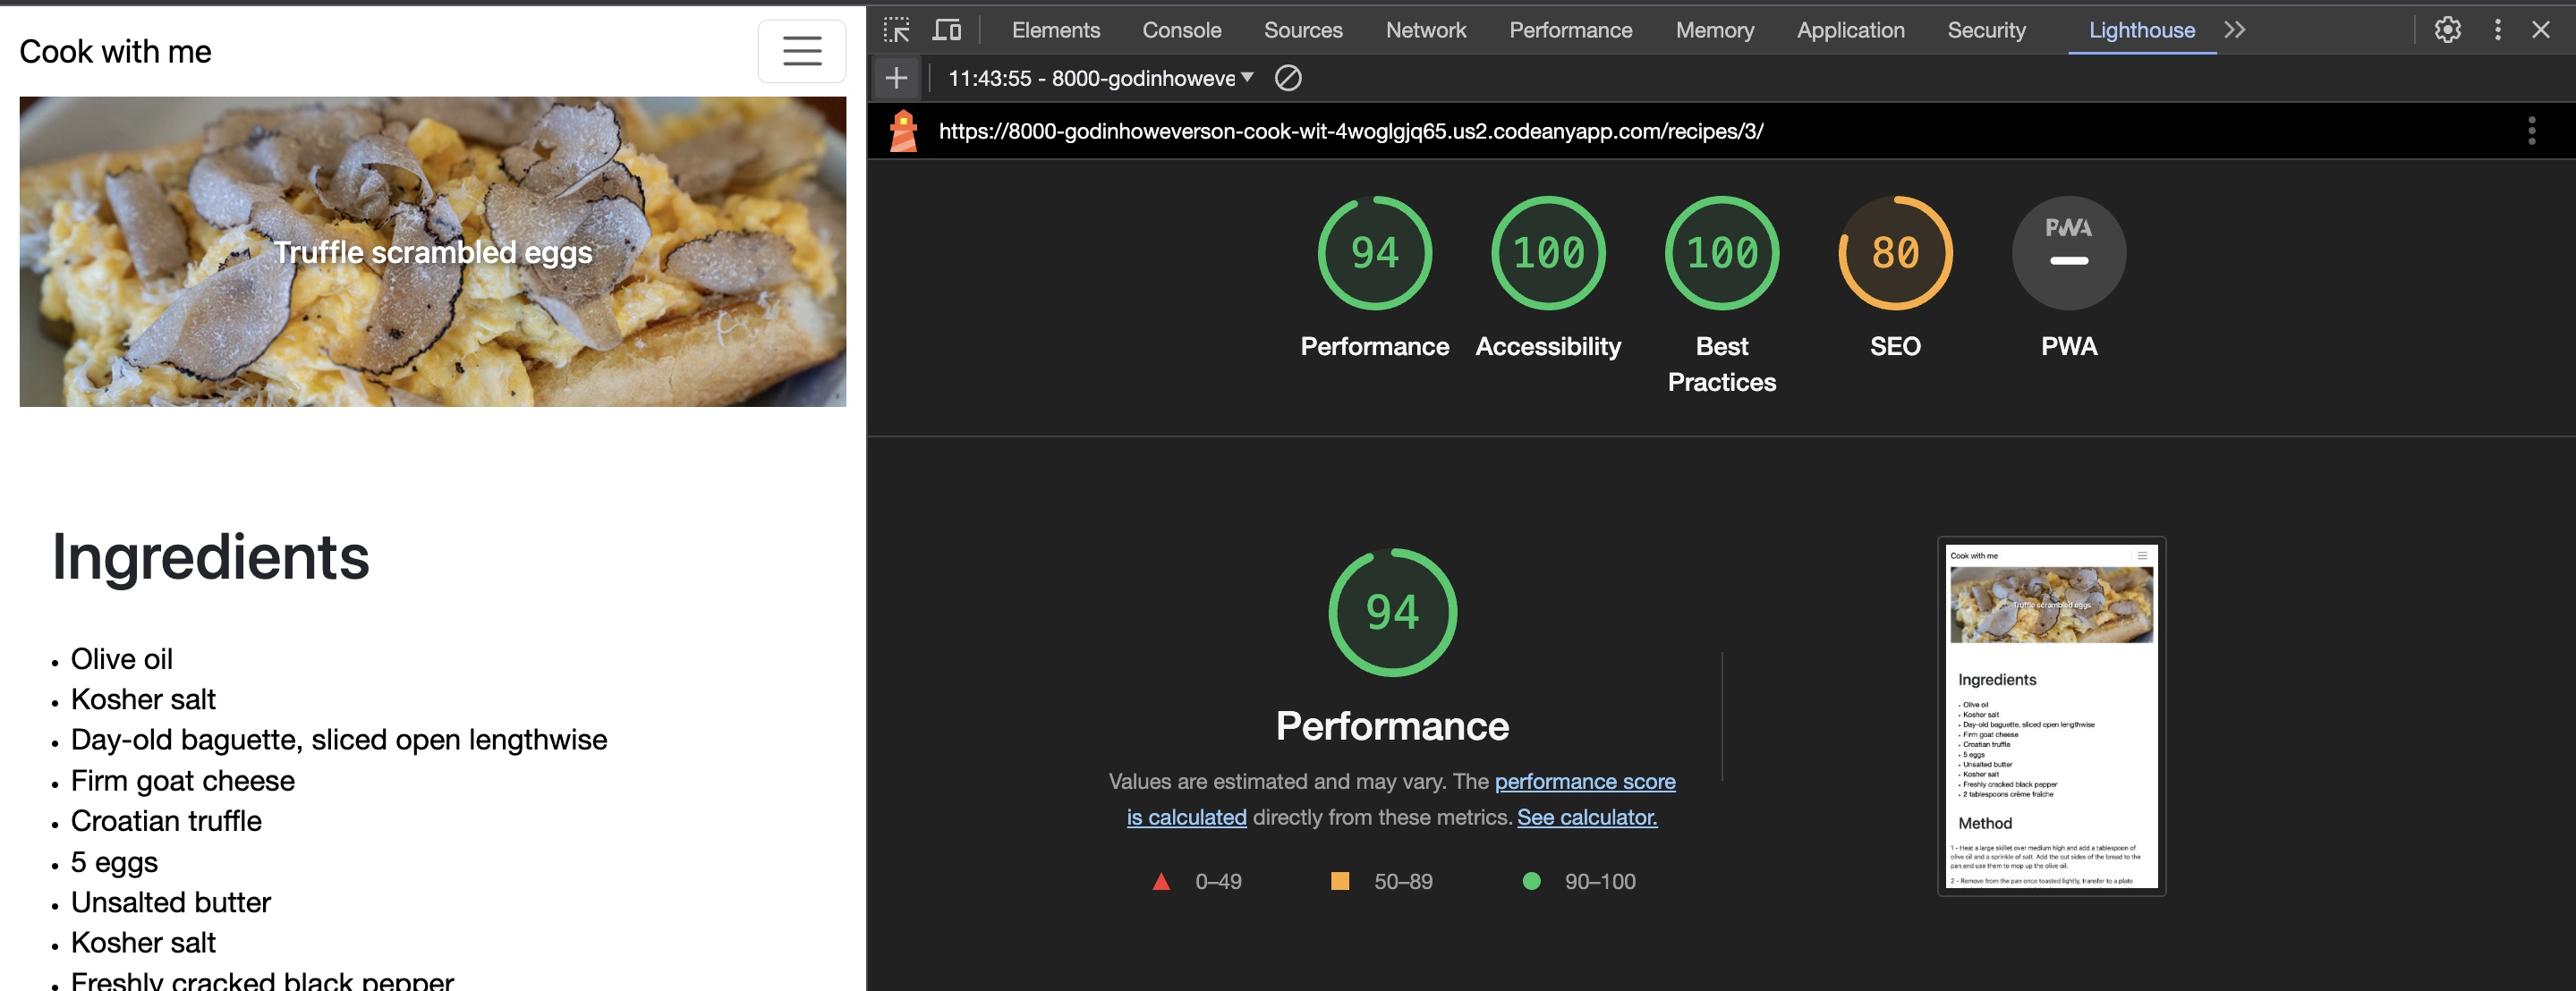 Cook with me
Truffle scrambled eggs
Ingredients
Olive oil
Kosher salt
Day-old baguette, sliced open lengthwise
Firm goat cheese
Croatian truffle
5 eggs
Unsalted butter
Kosher salt
Freshly cracked black pepper
Elements Console Sources Network Performance Memory Application Security Lighthouse
11:43:55 - 8000-godinhoweve
https://8000-godinhoweverson-cook-wit-4woglgjq65.us2.codeanyapp.com/recipes/3/
94 100 100 80 PWA
Performance Accessibility Best Practices SEO PWA
94
Performance
Values are estimated and may vary. The performance score
is calculated directly from these metrics. See calculator.
0–49 50–89 90–100
Cook with me
Truffle scrambled eggs
Ingredients
Olive oil
Kosher salt
Day-old baguette, sliced open lengthwise
Firm goat cheese
Croatian truffle
5 eggs
Unsalted butter
Kosher salt
Freshly cracked black pepper
2 tablespoons crème fraîche
Method
1 - Heat a large skillet over medium high and add a tablespoon of
olive oil and a sprinkle of salt. Add the cut sides of the bread to the
pan and use them to mop up the olive oil.
2 - Remove from the pan once toasted lightly, transfer to a plate